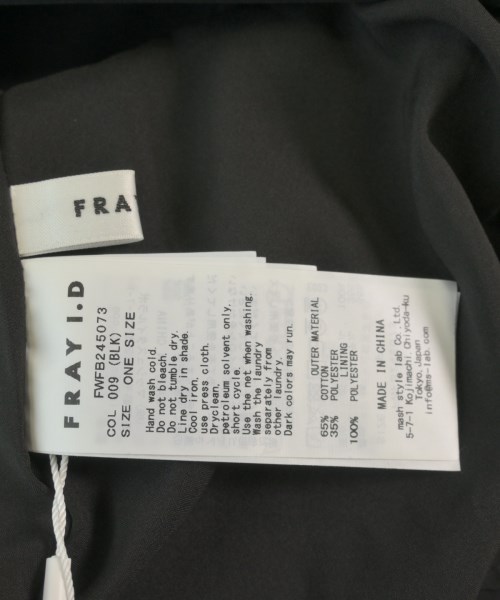 FRA
FRAY I.D
FWFB245073
COL 009 (BLK)
SIZE ONE SIZE
Hand wash cold.
Do not bleach.
Do not tumble dry.
Line dry in shade.
Cool iron,
use press cloth.
Dryclean,
petroleum solvent only.
short cycle.
Use the net when washing.
Wash the laundry
separately from
other laundry.
Dark colors may run.
OUTER MATERIAL
65% COTTON
35% POLYESTER
LINING
100% POLYESTER
MADE IN CHINA
mash style lab Co.,Ltd.
5-7-1 Kojimachi,Chiyoda-ku
Tokyo,Japan
info@ms-lab.com